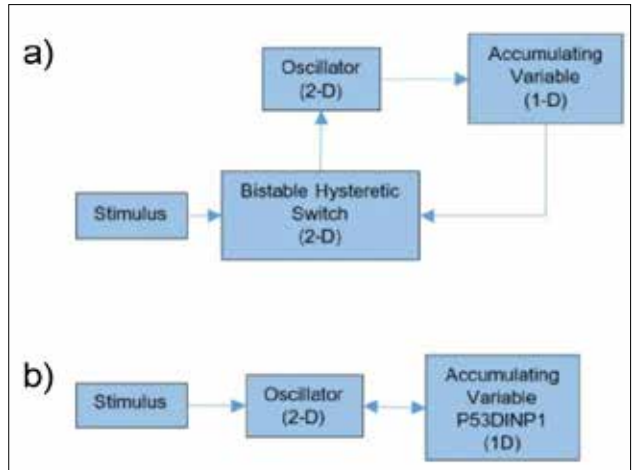 a)
Oscillator
(2-D)
Accumulating
Variable
(1-D)
Stimulus
Bistable Hysteretic
Switch
(2-D)
b)
Stimulus
Oscillator
(2-D)
Accumulating
Variable
P53DINP1
(1D)